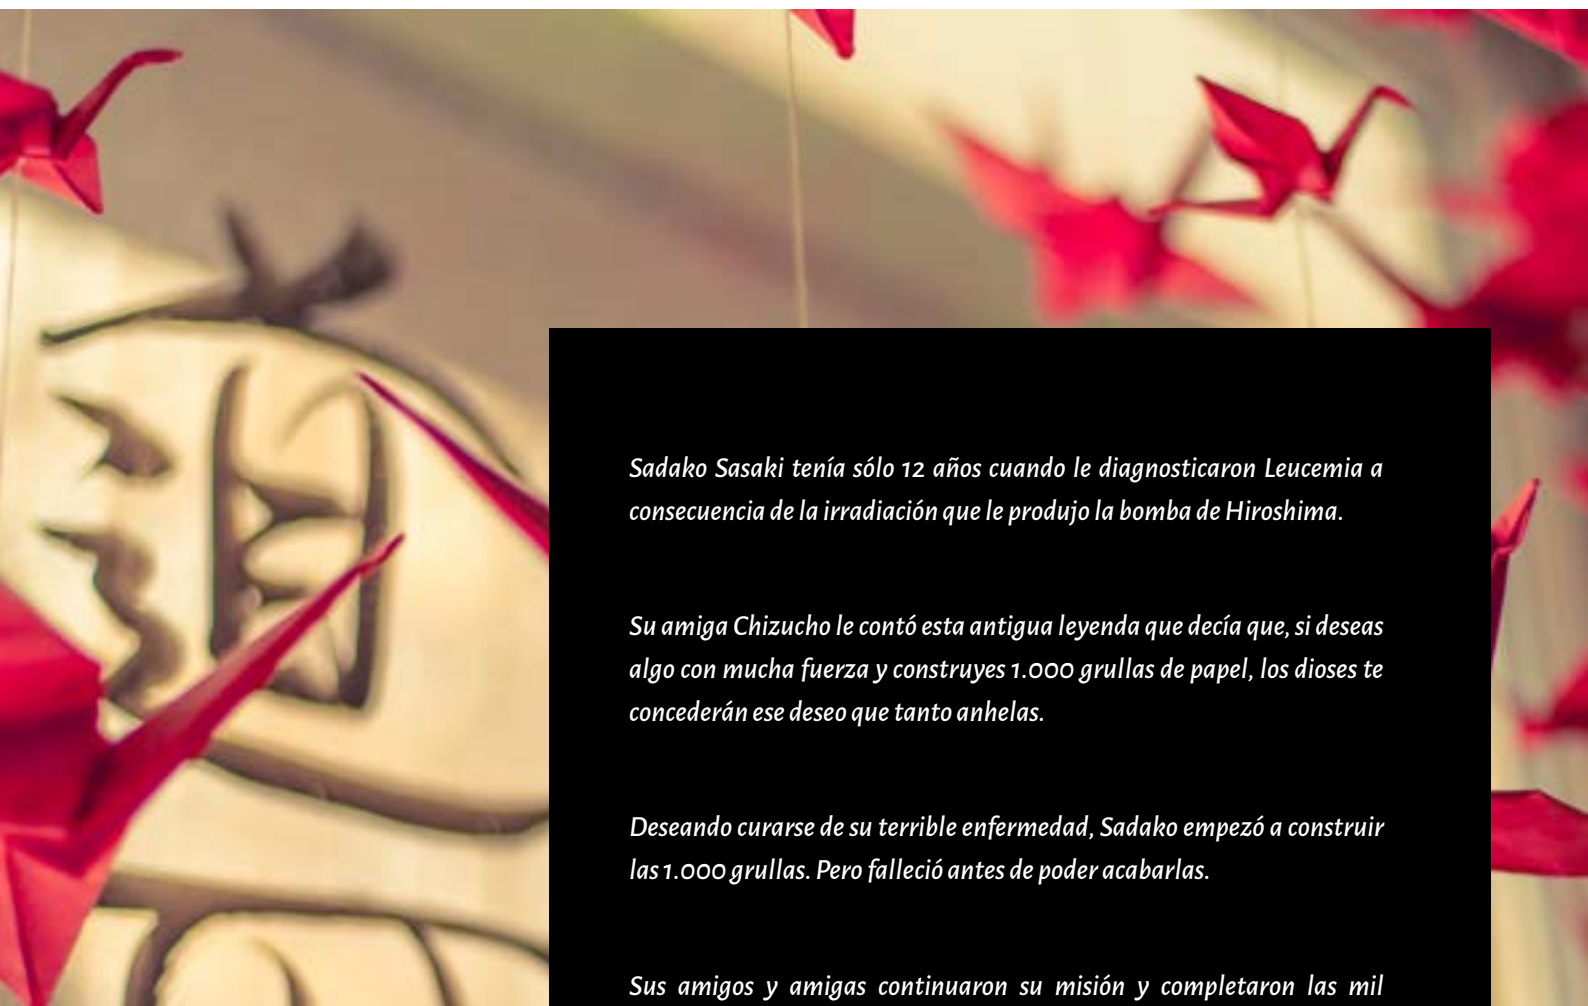 Sadako Sasaki tenía sólo 12 años cuando le diagnosticaron Leucemia a
consecuencia de la irradiación que le produjo la bomba de Hiroshima.
Su amiga Chizucho le contó esta antigua leyenda que decía que, si deseas
algo con mucha fuerza y construyes 1.000 grullas de papel, los dioses te
concederán ese deseo que tanto anhelas.
Deseando curarse de su terrible enfermedad, Sadako empezó a construir
las 1.000 grullas. Pero falleció antes de poder acabarlas.
Sus amigos y amigas continuaron su misión y completaron las mil